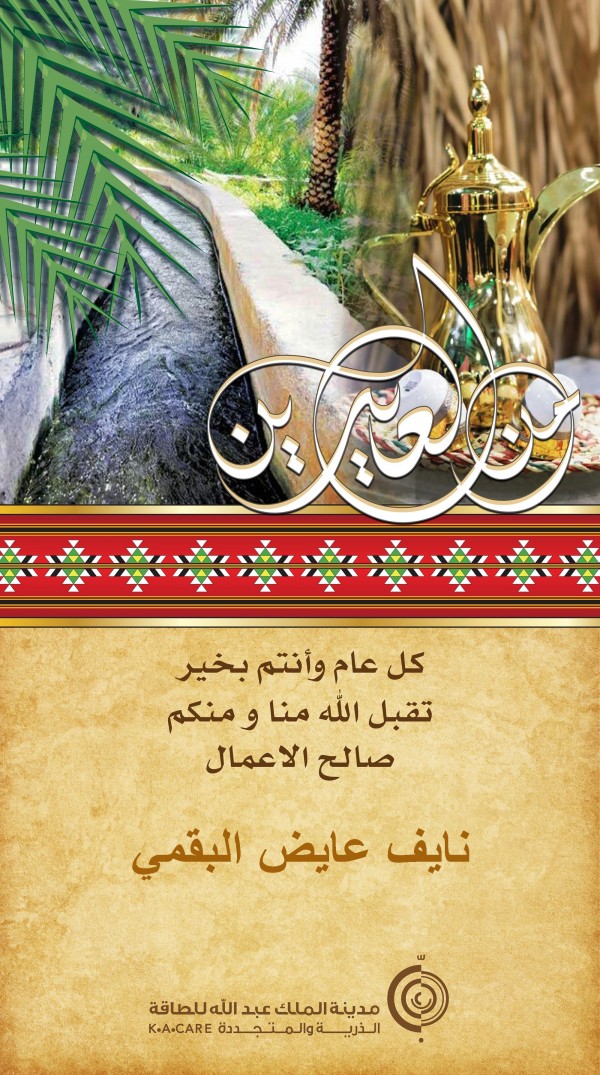 من العايدين
كل عام وأنتم بخير
تقبل الله منا و منكم
صالح الاعمال
نايف عايض البقمي
مدينة الملك عبد الله للطاقة
الذرية والمتجددة K•A•CARE